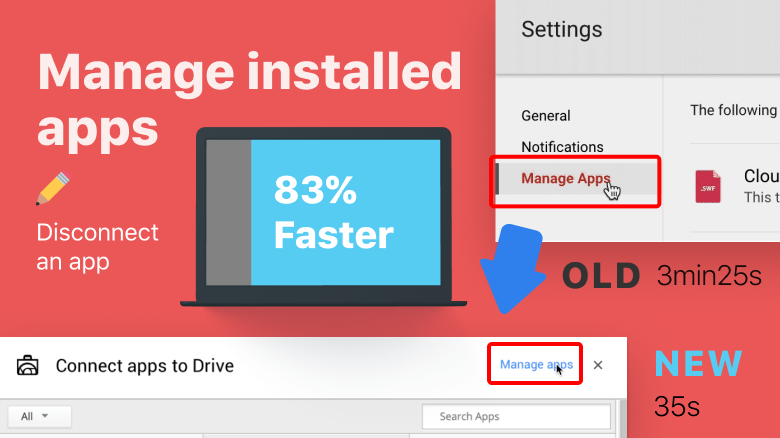 Manage installed
apps
Disconnect
an app
83%
Faster
Settings
General
Notifications
Manage Apps
The following
.SWF
Clou
This t
OLD 3min25s
NEW
35s
Connect apps to Drive
Manage apps
All
Search Apps